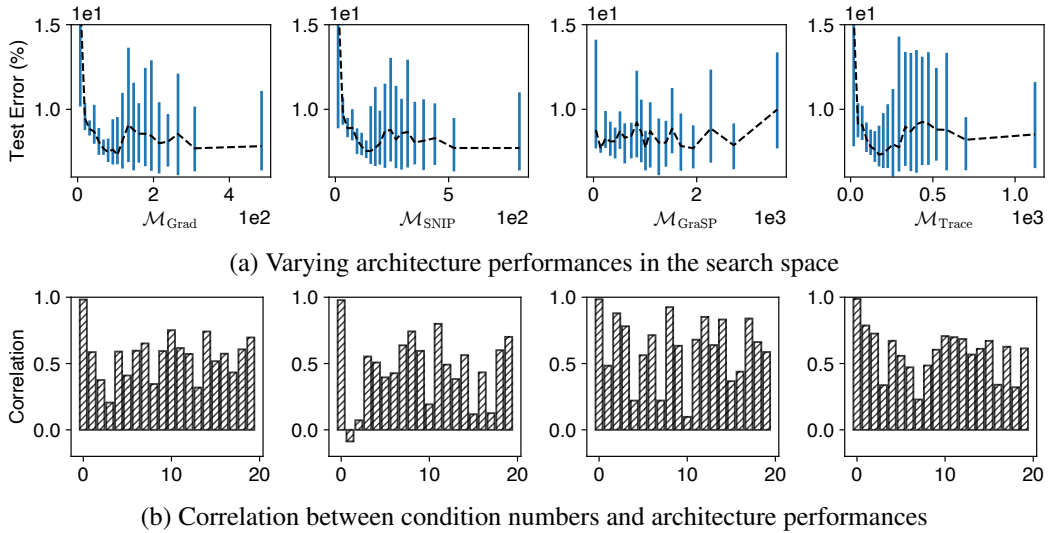 1e1 1e1 1e1 1e1
1.5 1.5 1.5 1.5
1.0 1.0 1.0 1.0
Test Error (%)
0 2 4 0 5 0 2 0.0 0.5 1.0
ℳGrad 1e2 ℳSNIP 1e2 ℳGraSP 1e3 ℳTrace 1e3
(a) Varying architecture performances in the search space
1.0 1.0 1.0 1.0
0.5 0.5 0.5 0.5
0.0 0.0 0.0 0.0
Correlation
0 10 20 0 10 20 0 10 20 0 10 20
(b) Correlation between condition numbers and architecture performances